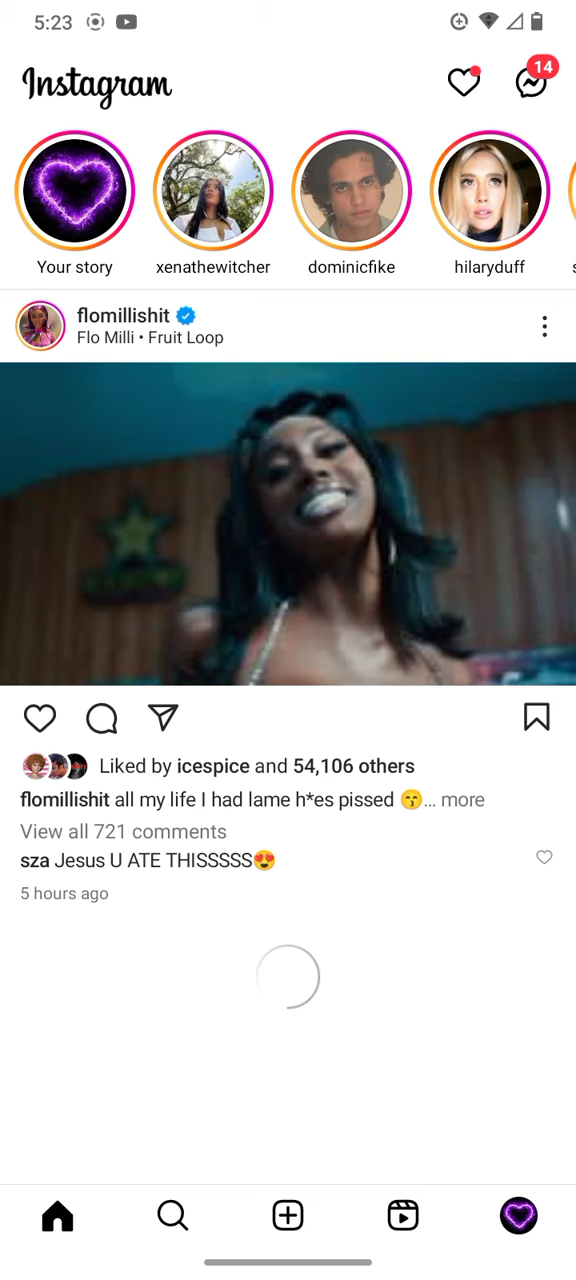 5:23
Instagram
14
Your story
xenathewitcher
dominicfike
hilaryduff
flomillishit
Flo Milli • Fruit Loop
Liked by icespice and 54,106 others
flomillishit all my life I had lame h*es pissed 😙... more
View all 721 comments
sza Jesus U ATE THISSSSS😍
5 hours ago